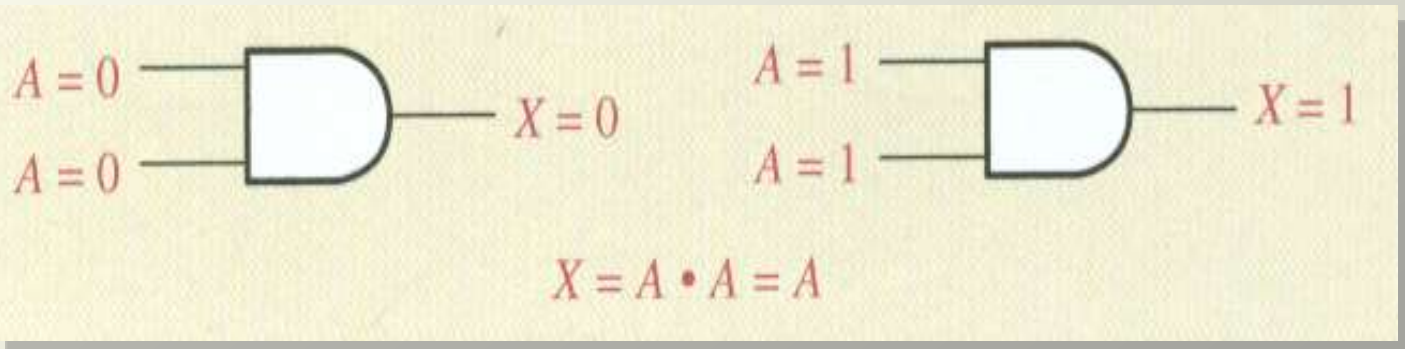 A = 0
A = 0
X = 0
A = 1
A = 1
X = 1
X = A • A = A